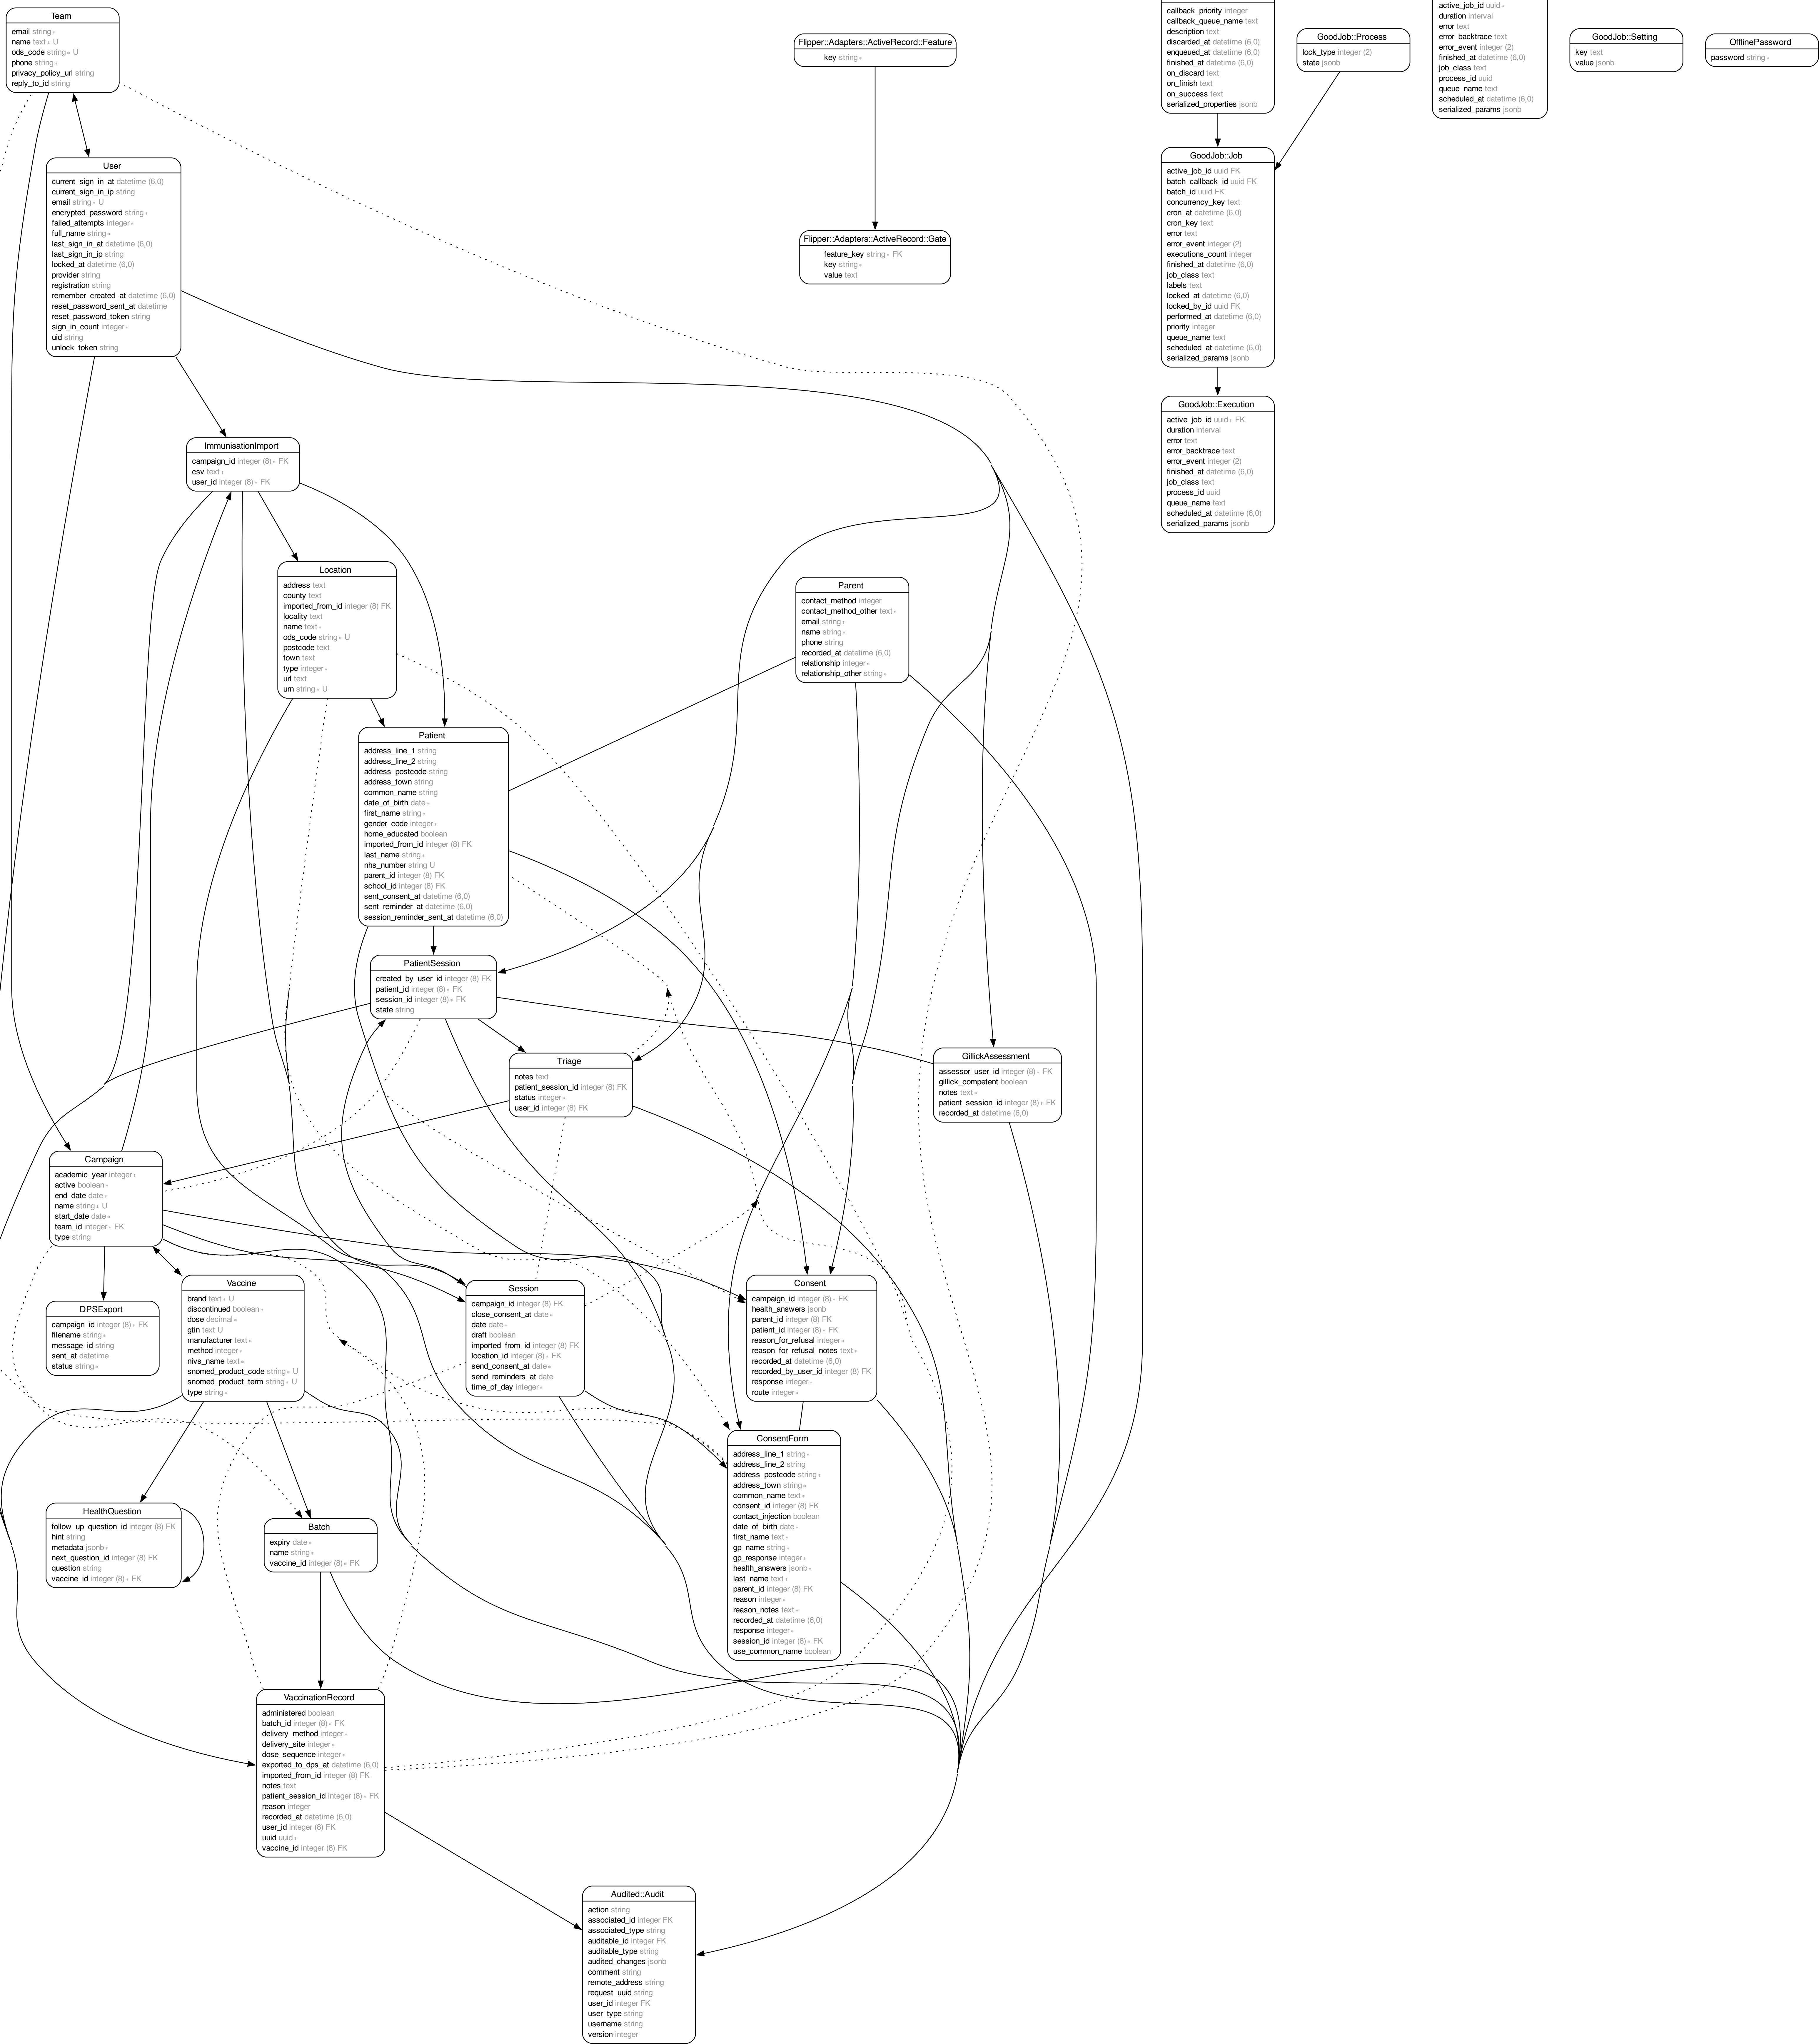 Team
email string ∗
name text ∗ U
ods_code string ∗ U
phone string ∗
privacy_policy_url string
reply_to_id string
User
current_sign_in_at datetime (6,0)
current_sign_in_ip string
email string ∗ U
encrypted_password string ∗
failed_attempts integer ∗
full_name string ∗
last_sign_in_at datetime (6,0)
last_sign_in_ip string
locked_at datetime (6,0)
provider string
registration string
remember_created_at datetime (6,0)
reset_password_sent_at datetime
reset_password_token string
sign_in_count integer ∗
uid string
unlock_token string
Flipper::Adapters::ActiveRecord::Feature
key string ∗
Flipper::Adapters::ActiveRecord::Gate
feature_key string ∗ FK
key string ∗
value text
callback_priority integer
callback_queue_name text
description text
discarded_at datetime (6,0)
enqueued_at datetime (6,0)
finished_at datetime (6,0)
on_discard text
on_finish text
on_success text
serialized_properties jsonb
GoodJob::Process
lock_type integer (2)
state jsonb
active_job_id uuid ∗
duration interval
error text
error_backtrace text
error_event integer (2)
finished_at datetime (6,0)
job_class text
process_id uuid
queue_name text
scheduled_at datetime (6,0)
serialized_params jsonb
GoodJob::Setting
key text
value jsonb
OfflinePassword
password string ∗
GoodJob::Job
active_job_id uuid FK
batch_callback_id uuid FK
batch_id uuid FK
concurrency_key text
cron_at datetime (6,0)
cron_key text
error text
error_event integer (2)
executions_count integer
finished_at datetime (6,0)
job_class text
labels text
locked_at datetime (6,0)
locked_by_id uuid FK
performed_at datetime (6,0)
priority integer
queue_name text
scheduled_at datetime (6,0)
serialized_params jsonb
GoodJob::Execution
active_job_id uuid ∗ FK
duration interval
error text
error_backtrace text
error_event integer (2)
finished_at datetime (6,0)
job_class text
process_id uuid
queue_name text
scheduled_at datetime (6,0)
serialized_params jsonb
ImmunisationImport
campaign_id integer (8) ∗ FK
csv text ∗
user_id integer (8) ∗ FK
Location
address text
county text
imported_from_id integer (8) FK
locality text
name text ∗
ods_code string ∗ U
postcode text
town text
type integer ∗
url text
urn string ∗ U
Parent
contact_method integer
contact_method_other text ∗
email string ∗
name string ∗
phone string
recorded_at datetime (6,0)
relationship integer ∗
relationship_other string ∗
Patient
address_line_1 string
address_line_2 string
address_postcode string
address_town string
common_name string
date_of_birth date ∗
first_name string ∗
gender_code integer ∗
home_educated boolean
imported_from_id integer (8) FK
last_name string ∗
nhs_number string U
parent_id integer (8) FK
school_id integer (8) FK
sent_consent_at datetime (6,0)
sent_reminder_at datetime (6,0)
session_reminder_sent_at datetime (6,0)
PatientSession
created_by_user_id integer (8) FK
patient_id integer (8) ∗ FK
session_id integer (8) ∗ FK
state string
Triage
notes text
patient_session_id integer (8) FK
status integer ∗
user_id integer (8) FK
GillickAssessment
assessor_user_id integer (8) ∗ FK
gillick_competent boolean
notes text ∗
patient_session_id integer (8) ∗ FK
recorded_at datetime (6,0)
Campaign
academic_year integer ∗
active boolean ∗
end_date date ∗
name string ∗ U
start_date date ∗
team_id integer ∗ FK
type string
DPSExport
campaign_id integer (8) ∗ FK
filename string ∗
message_id string
sent_at datetime
status string ∗
Vaccine
brand text ∗ U
discontinued boolean ∗
dose decimal ∗
gtin text U
manufacturer text ∗
method integer ∗
nivs_name text ∗
snomed_product_code string ∗ U
snomed_product_term string ∗ U
type string ∗
Session
campaign_id integer (8) FK
close_consent_at date ∗
date date ∗
draft boolean
imported_from_id integer (8) FK
location_id integer (8) ∗ FK
send_consent_at date ∗
send_reminders_at date
time_of_day integer ∗
Consent
campaign_id integer (8) ∗ FK
health_answers jsonb
parent_id integer (8) FK
patient_id integer (8) ∗ FK
reason_for_refusal integer ∗
reason_for_refusal_notes text ∗
recorded_at datetime (6,0)
recorded_by_user_id integer (8) FK
response integer ∗
route integer ∗
ConsentForm
address_line_1 string ∗
address_line_2 string
address_postcode string ∗
address_town string ∗
common_name text ∗
consent_id integer (8) FK
contact_injection boolean
date_of_birth date ∗
first_name text ∗
gp_name string ∗
gp_response integer ∗
health_answers jsonb ∗
last_name text ∗
parent_id integer (8) FK
reason integer ∗
reason_notes text ∗
recorded_at datetime (6,0)
response integer ∗
session_id integer (8) ∗ FK
use_common_name boolean
HealthQuestion
follow_up_question_id integer (8) FK
hint string
metadata jsonb ∗
next_question_id integer (8) FK
question string
vaccine_id integer (8) ∗ FK
Batch
expiry date ∗
name string ∗
vaccine_id integer (8) ∗ FK
VaccinationRecord
administered boolean
batch_id integer (8) ∗ FK
delivery_method integer ∗
delivery_site integer ∗
dose_sequence integer ∗
exported_to_dps_at datetime (6,0)
imported_from_id integer (8) FK
notes text
patient_session_id integer (8) ∗ FK
reason integer
recorded_at datetime (6,0)
user_id integer (8) FK
uuid uuid ∗
vaccine_id integer (8) FK
Audited::Audit
action string
associated_id integer FK
associated_type string
auditable_id integer FK
auditable_type string
audited_changes jsonb
comment string
remote_address string
request_uuid string
user_id integer FK
user_type string
username string
version integer